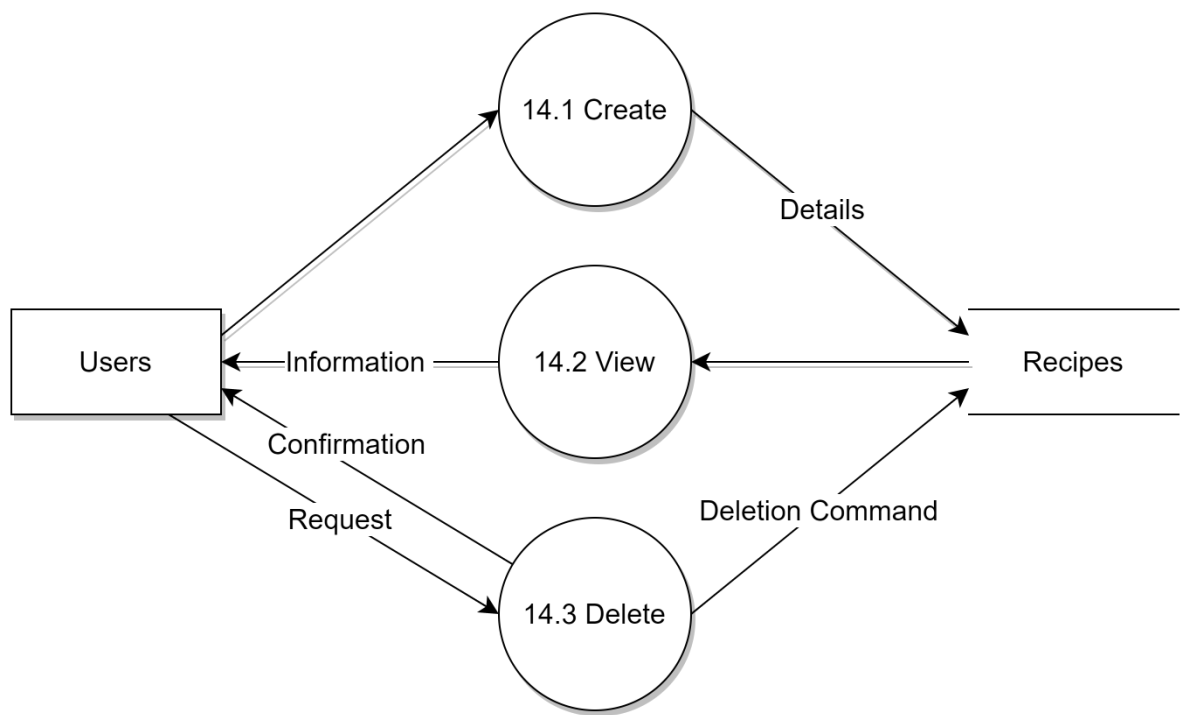 14.1 Create
Details
Users
Information
14.2 View
Recipes
Confirmation
Request
Deletion Command
14.3 Delete